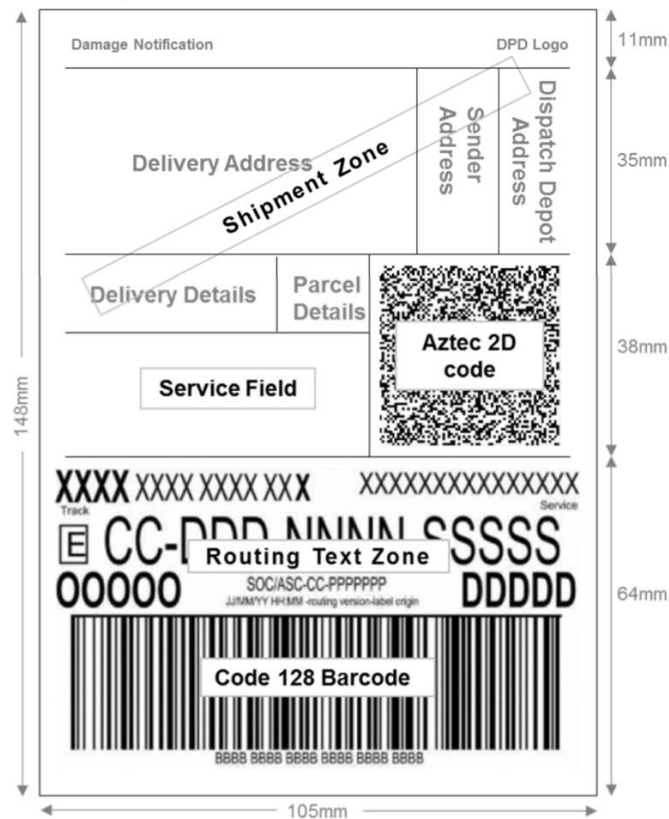 Damage Notification
DPD Logo
11mm
Delivery Address
Shipment Zone
Sender
Address
Dispatch Depot
Address
35mm
Delivery Details
Parcel
Details
Aztec 2D
code
38mm
Service Field
148mm
XXXX XXXX XXXX XX X
XXXXXXXXXXXXXXX
Track
Service
E CC-DDD-NNNN-SSSSS
Routing Text Zone
OOOOO
SOC/ASC-CC-PPPPPPP
JJ/MM/YY HH:MM -routing version-label origin
DDDDD
64mm
Code 128 Barcode
BBBB BBBB BBBB BBBB BBBB BBBB BBBB
105mm